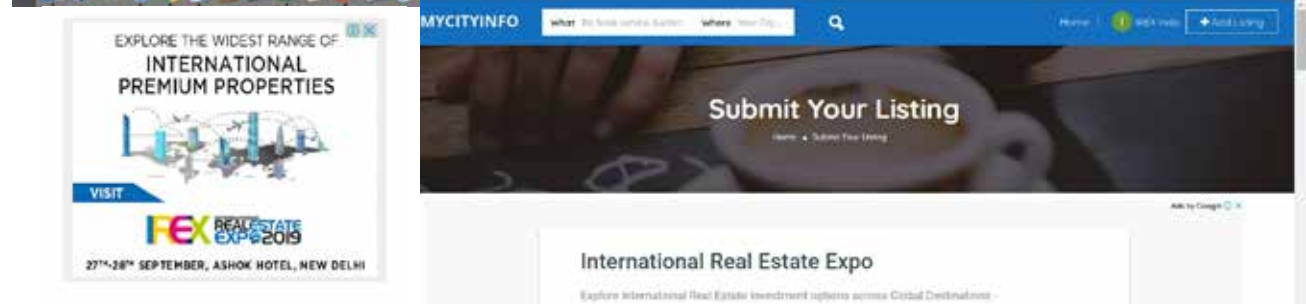 EXPLORE THE WIDEST RANGE OF
INTERNATIONAL
PREMIUM PROPERTIES
VISIT
IREX REAL ESTATE
EXPO 2019
27TH-28TH SEPTEMBER, ASHOK HOTEL, NEW DELHI
MYCITYINFO
what
where Your City...
Home
+ Add Listing
Submit Your Listing
Home Submit Your Listing
Ads by Google
International Real Estate Expo
Explore International Real Estate investment options across Global Destinations -